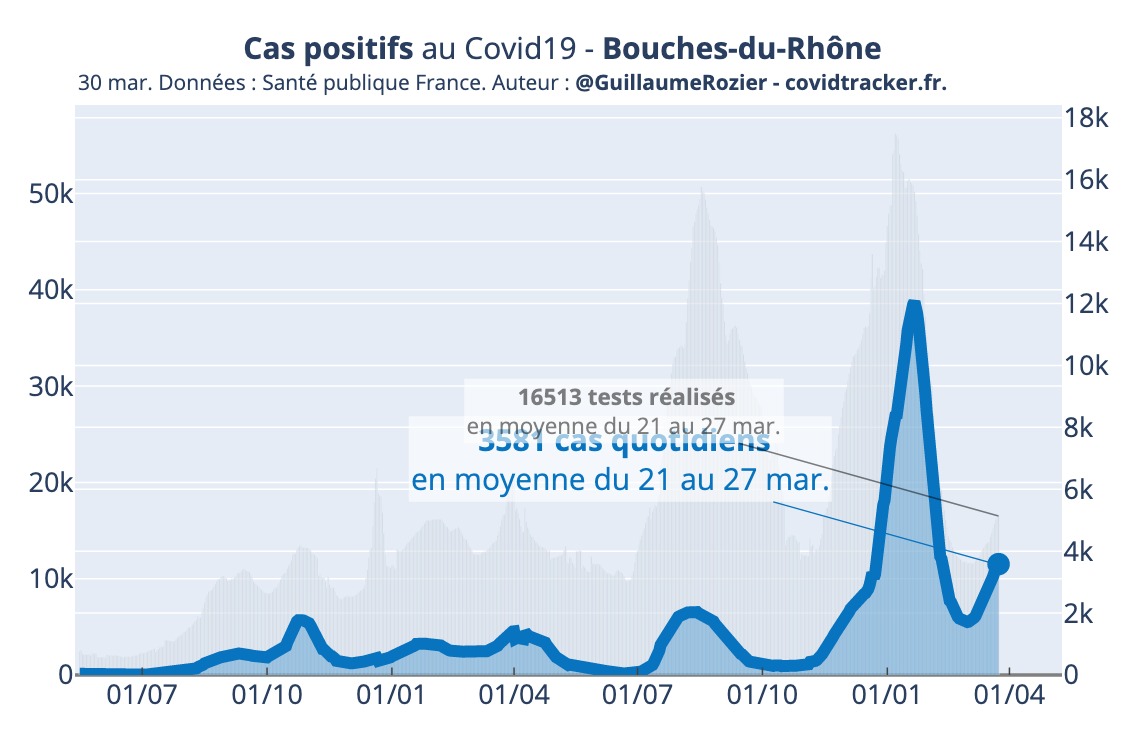 Cas positifs au Covid19 - Bouches-du-Rhône
30 mar. Données : Santé publique France. Auteur : @GuillaumeRozier - covidtracker.fr.
18k
16k
50k
14k
40k
12k
10k
30k
16513 tests réalisés
en moyenne du 21 au 27 mar.
8k
3581 cas quotidiens
en moyenne du 21 au 27 mar.
20k
6k
4k
10k
2k
0
0
01/07 01/10 01/01 01/04 01/07 01/10 01/01 01/04